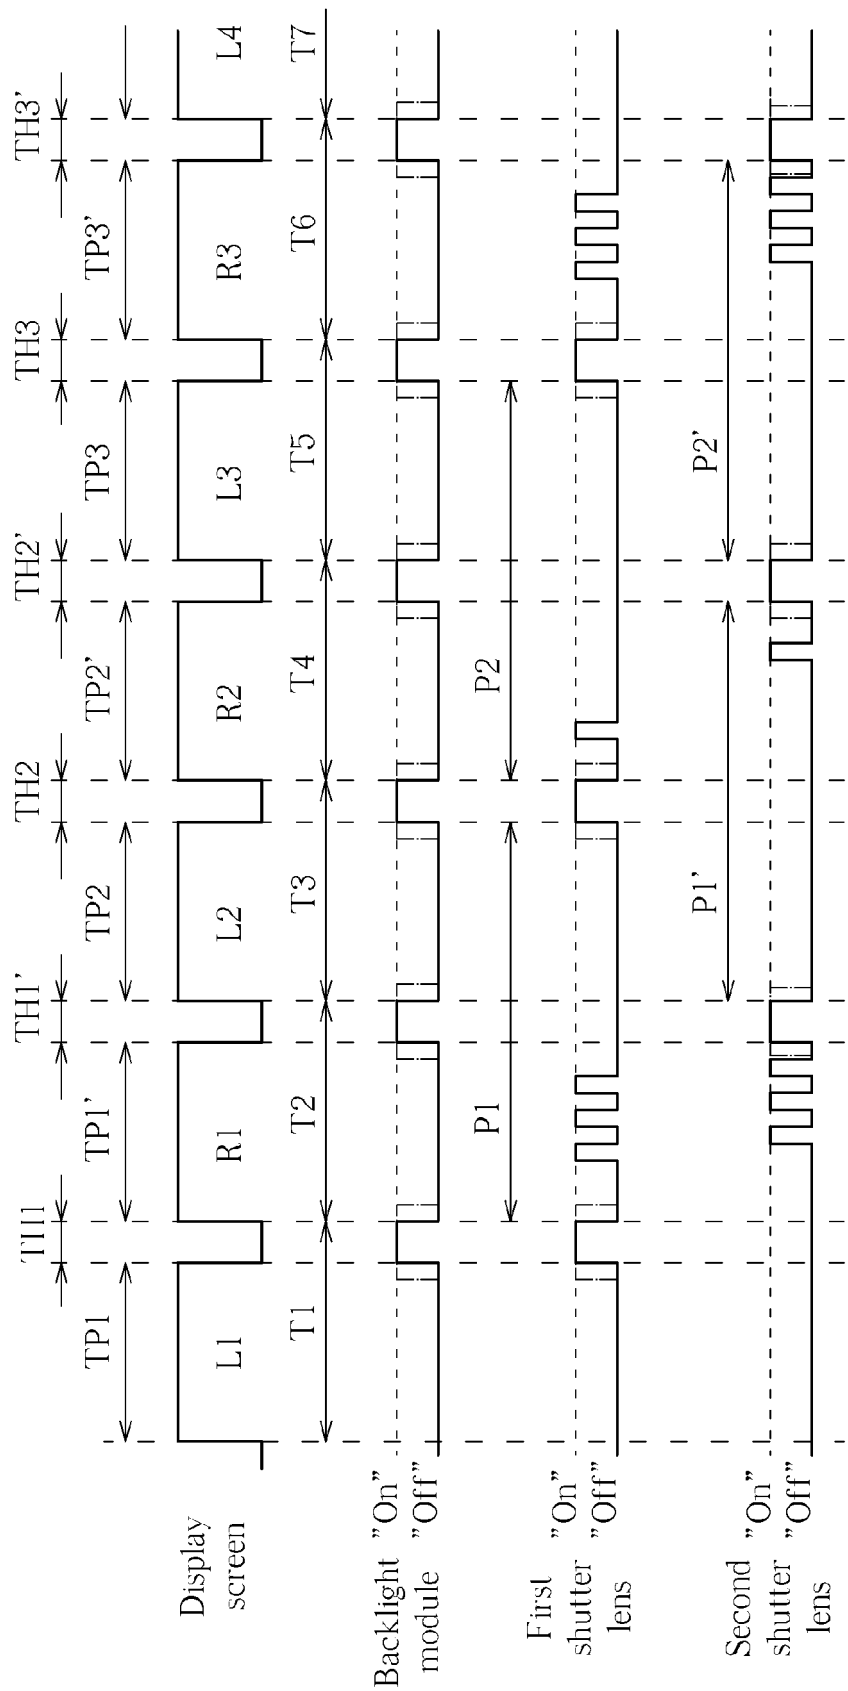 TH1
TH1'
TH2
TH2'
TH3
TH3'
TP1
TP1'
TP2
TP2'
TP3
TP3'
Display
screen
L1
R1
L2
R2
L3
R3
L4
T1
T2
T3
T4
T5
T6
T7
Backlight
module
"On"
"Off"
P1
P2
First
shutter
lens
"On"
"Off"
P1'
P2'
Second
shutter
lens
"On"
"Off"